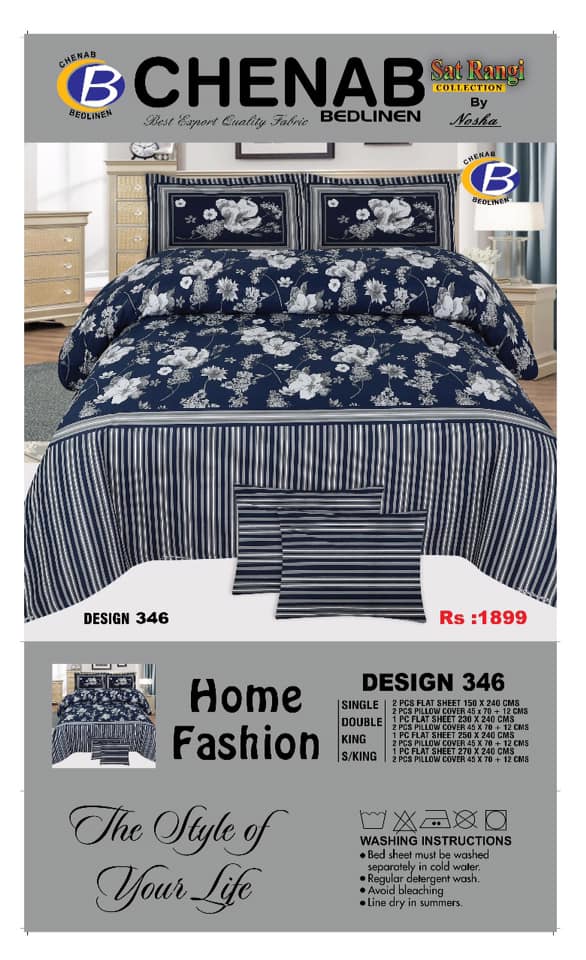 CHENAB
B
BEDLINEN
CHENAB
BEDLINEN
Best Export Quality Fabric
Sat Rangi
COLLECTION
By
Nosha
CHENAB
B
BEDLINEN
DESIGN 346
Rs :1899
Home
Fashion
DESIGN 346
SINGLE 2 PCS FLAT SHEET 150 X 240 CMS
2 PCS PILLOW COVER 45 x 70 + 12 CMS
DOUBLE 1 PC FLAT SHEET 230 X 240 CMS
2 PCS PILLOW COVER 45 X 70 + 12 CMS
KING 1 PC FLAT SHEET 250 X 240 CMS
2 PCS PILLOW COVER 45 x 70 + 12 CMS
S/KING 1 PC FLAT SHEET 270 X 240 CMS
2 PCS PILLOW COVER 45 X 70 + 12 CMS
The Style of
Your Life
WASHING INSTRUCTIONS
• Bed sheet must be washed
separately in cold water.
• Regular detergent wash.
• Avoid bleaching
• Line dry in summers.